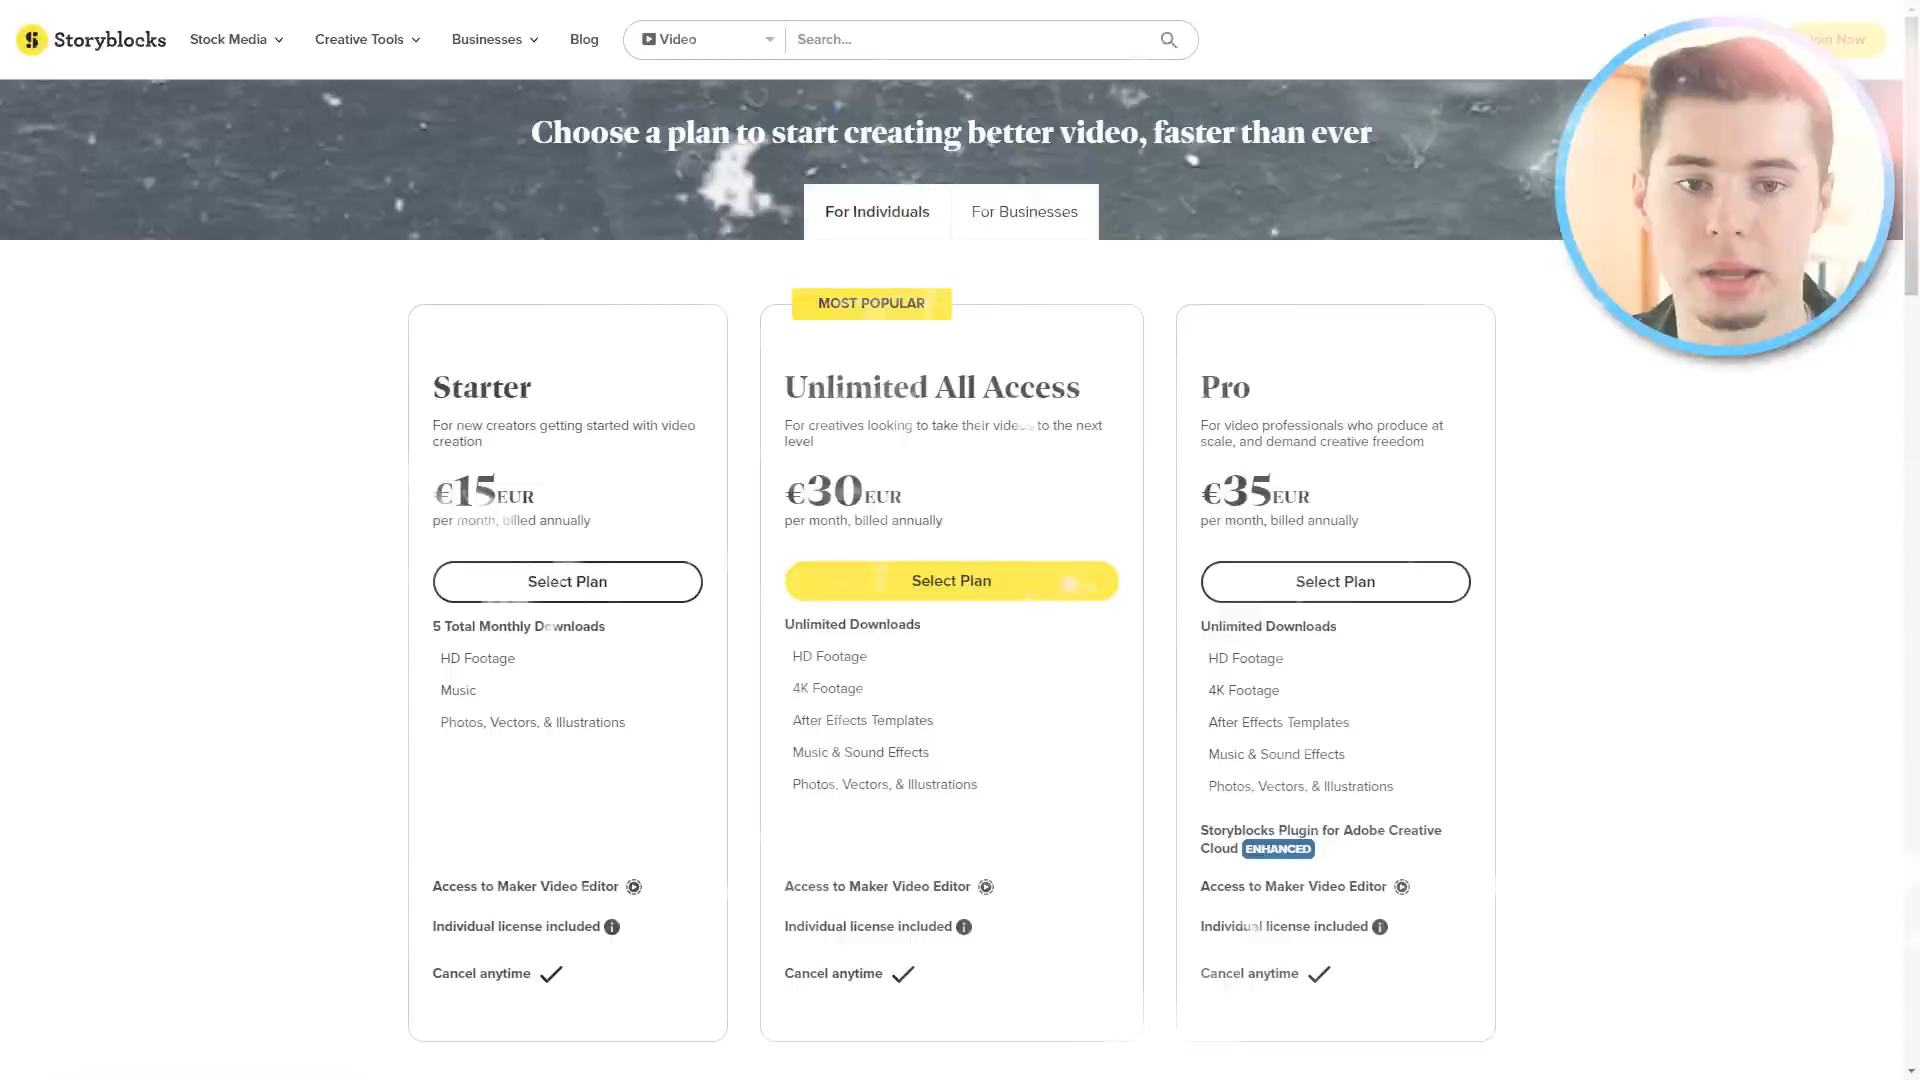 Storyblocks
Stock Media
Creative Tools
Businesses
Blog
Video
Search...
Join Now
Choose a plan to start creating better video, faster than ever
For Individuals
For Businesses
Starter
For new creators getting started with video
creation
€15EUR
per month, billed annually
Select Plan
5 Total Monthly Downloads
HD Footage
Music
Photos, Vectors, & Illustrations
Access to Maker Video Editor
Individual license included
Cancel anytime
MOST POPULAR
Unlimited All Access
For creatives looking to take their videos to the next
level
€30EUR
per month, billed annually
Select Plan
Unlimited Downloads
HD Footage
4K Footage
After Effects Templates
Music & Sound Effects
Photos, Vectors, & Illustrations
Access to Maker Video Editor
Individual license included
Cancel anytime
Pro
For video professionals who produce at
scale, and demand creative freedom
€35EUR
per month, billed annually
Select Plan
Unlimited Downloads
HD Footage
4K Footage
After Effects Templates
Music & Sound Effects
Photos, Vectors, & Illustrations
Storyblocks Plugin for Adobe Creative
Cloud ENHANCED
Access to Maker Video Editor
Individual license included
Cancel anytime